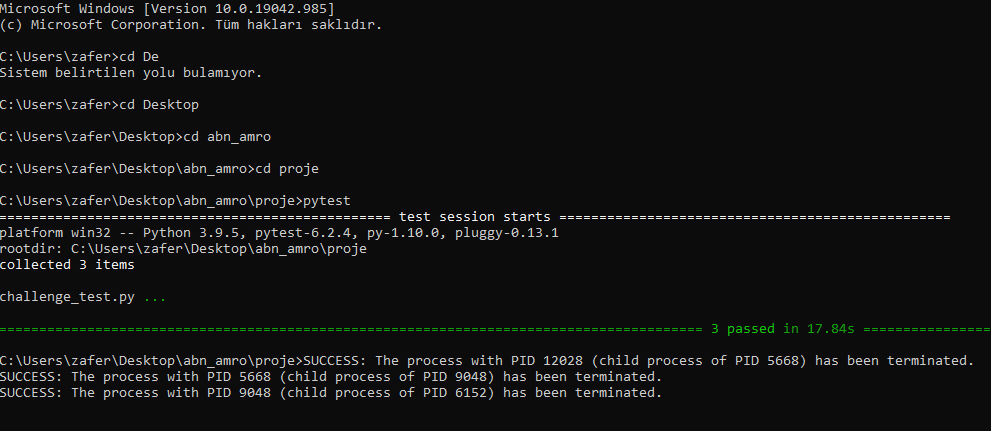 Microsoft Windows [Version 10.0.19042.985]
(c) Microsoft Corporation. Tüm hakları saklıdır.
C:\Users\zafer>cd De
Sistem belirtilen yolu bulamıyor.
C:\Users\zafer>cd Desktop
C:\Users\zafer\Desktop>cd abn_amro
C:\Users\zafer\Desktop\abn_amro>cd proje
C:\Users\zafer\Desktop\abn_amro\proje>pytest
================================================= test session starts =================================================
platform win32 -- Python 3.9.5, pytest-6.2.4, py-1.10.0, pluggy-0.13.1
rootdir: C:\Users\zafer\Desktop\abn_amro\proje
collected 3 items
challenge_test.py ...
======================================================================================== 3 passed in 17.84s ================
C:\Users\zafer\Desktop\abn_amro\proje>SUCCESS: The process with PID 12028 (child process of PID 5668) has been terminated.
SUCCESS: The process with PID 5668 (child process of PID 9048) has been terminated.
SUCCESS: The process with PID 9048 (child process of PID 6152) has been terminated.